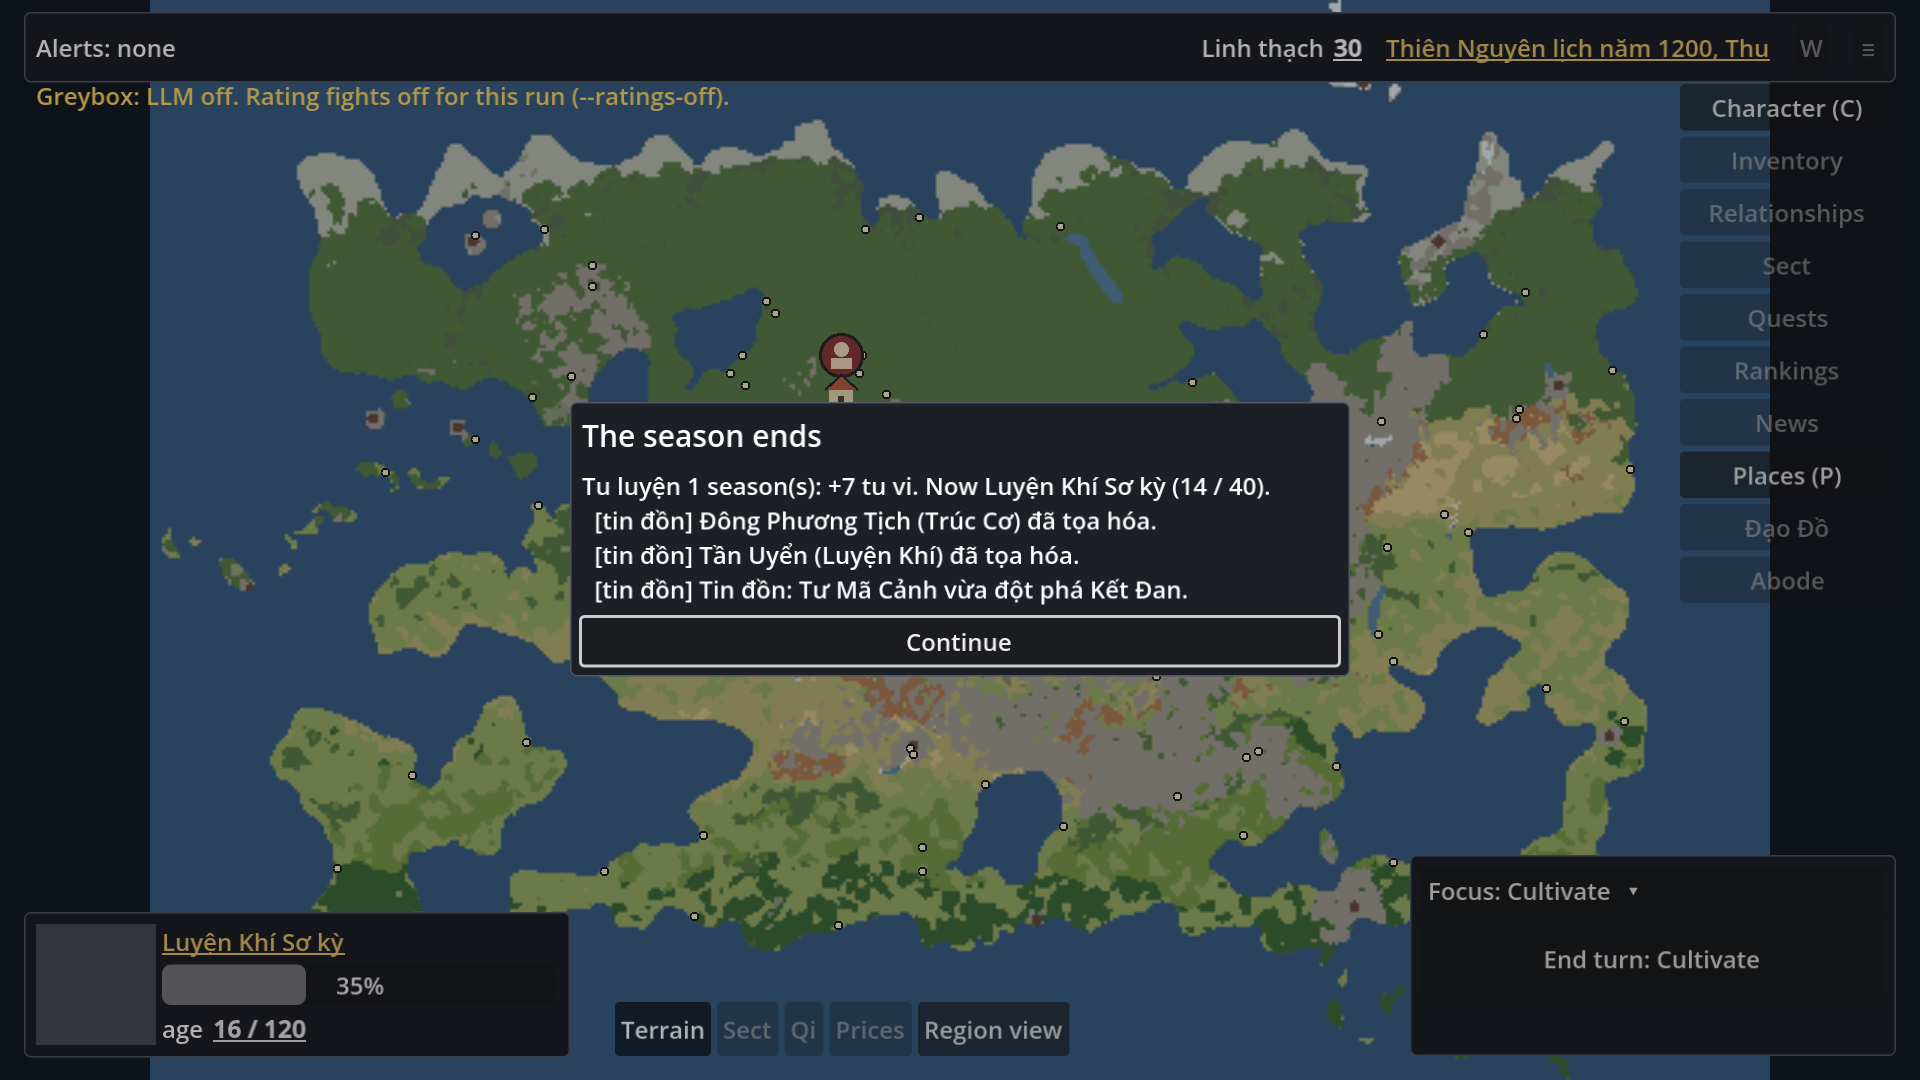 Alerts: none
Linh thạch 30 Thiên Nguyên lịch năm 1200, Thu W ≡
Greybox: LLM off. Rating fights off for this run (--ratings-off).
Character (C)
Inventory
Relationships
Sect
Quests
Rankings
News
Places (P)
Đạo Đồ
Abode
The season ends
Tu luyện 1 season(s): +7 tu vi. Now Luyện Khí Sơ kỳ (14 / 40).
[tin đồn] Đông Phương Tịch (Trúc Cơ) đã tọa hóa.
[tin đồn] Tần Uyển (Luyện Khí) đã tọa hóa.
[tin đồn] Tin đồn: Tư Mã Cảnh vừa đột phá Kết Đan.
Continue
Luyện Khí Sơ kỳ
35%
age 16 / 120
Terrain Sect Qi Prices Region view
Focus: Cultivate ▾
End turn: Cultivate